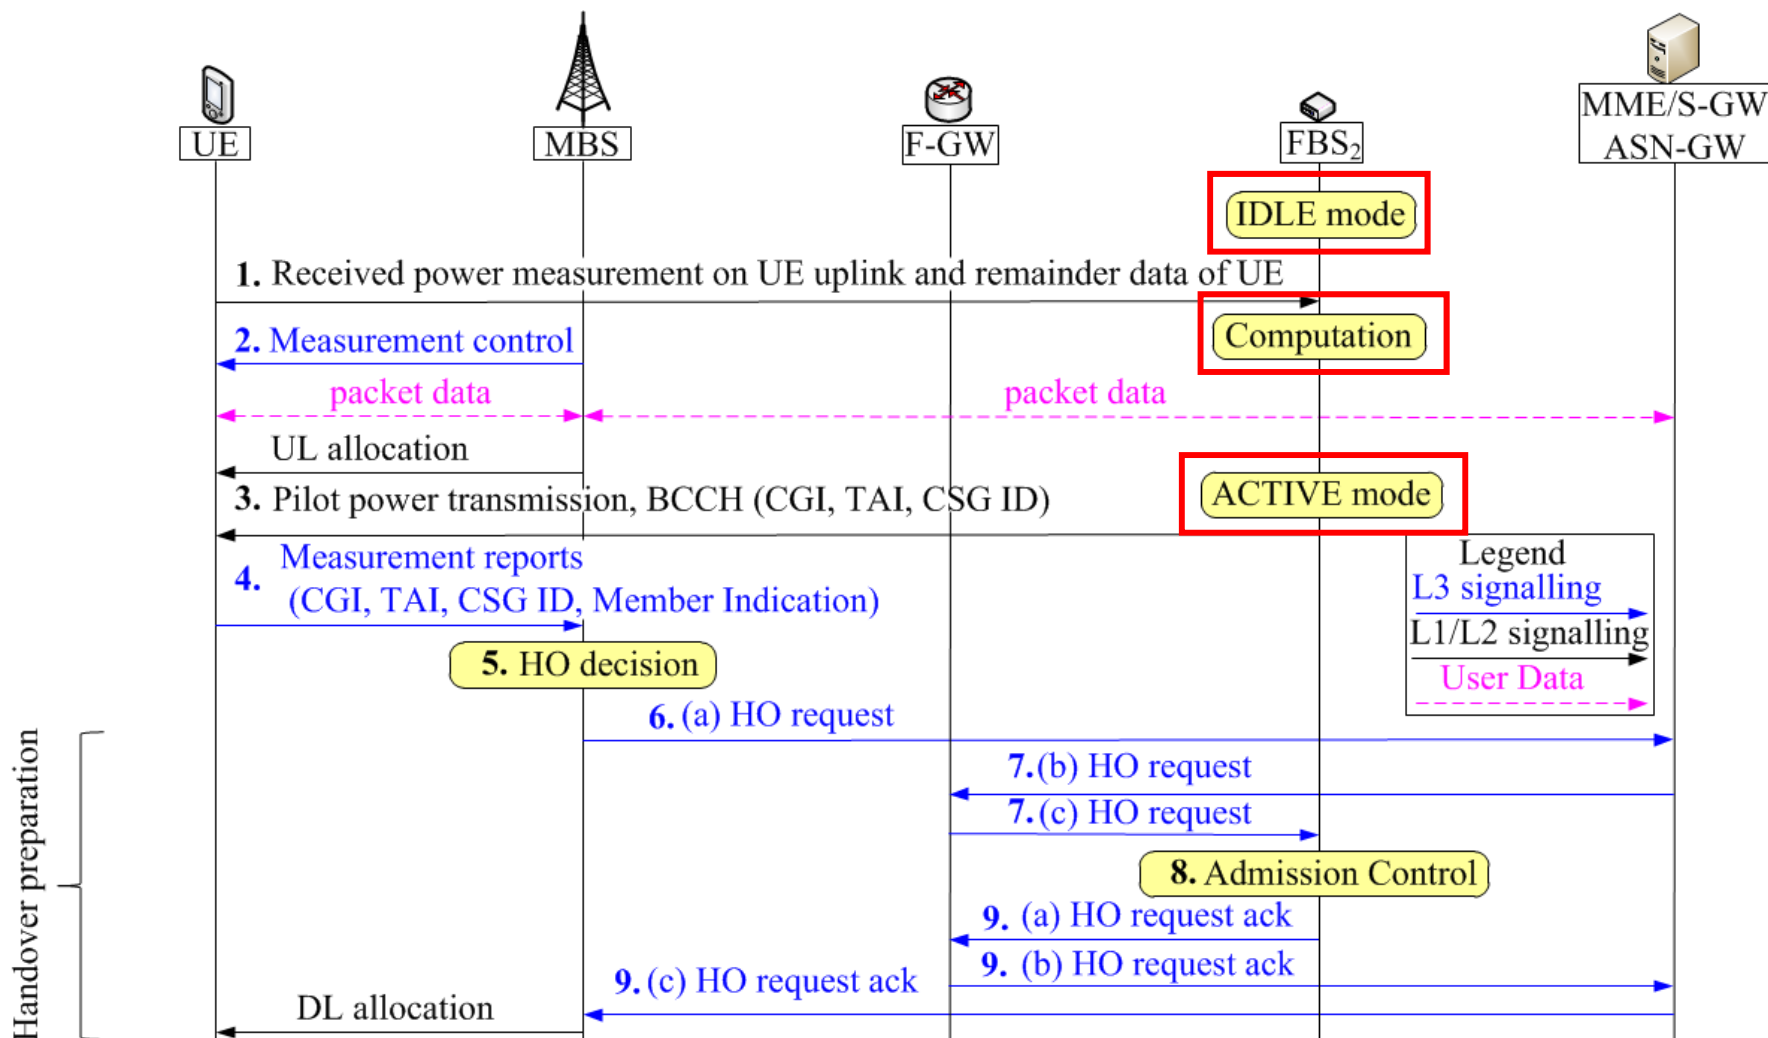 UE
MBS
F-GW
FBS2
MME/S-GW
ASN-GW
IDLE mode
1. Received power measurement on UE uplink and remainder data of UE
2. Measurement control
Computation
packet data
packet data
UL allocation
3. Pilot power transmission, BCCH (CGI, TAI, CSG ID)
ACTIVE mode
4. Measurement reports
(CGI, TAI, CSG ID, Member Indication)
Legend
L3 signalling
L1/L2 signalling
User Data
5. HO decision
Handover preparation
6. (a) HO request
7. (b) HO request
7. (c) HO request
8. Admission Control
9. (a) HO request ack
9. (b) HO request ack
9. (c) HO request ack
DL allocation